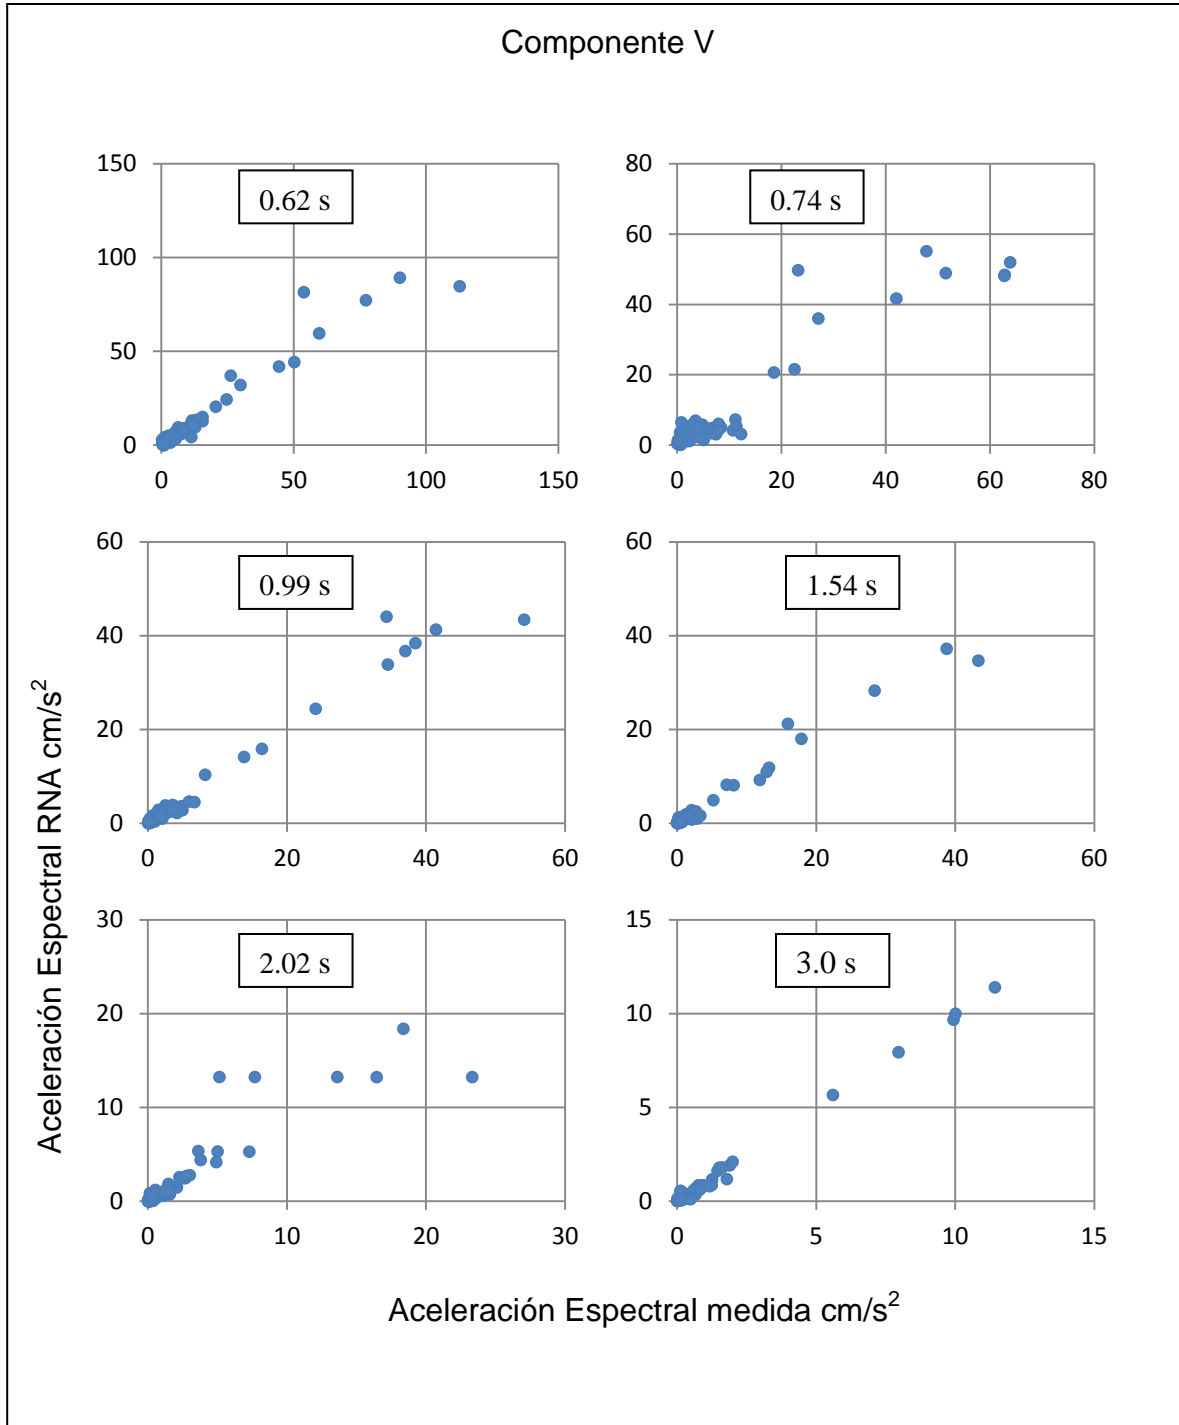 Componente V
150
100
50
0
0 50 100 150
0.62 s
80
60
40
20
0
0 20 40 60 80
0.74 s
60
40
20
0
0 20 40 60
0.99 s
60
40
20
0
0 20 40 60
1.54 s
30
20
10
0
0 10 20 30
2.02 s
15
10
5
0
0 5 10 15
3.0 s
Aceleración Espectral RNA cm/s²
Aceleración Espectral medida cm/s²